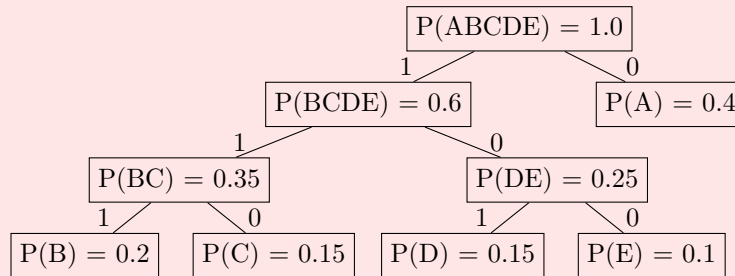 P(ABCDE) = 1.0
1 0
P(BCDE) = 0.6 P(A) = 0.4
1 0
P(BC) = 0.35 P(DE) = 0.25
1 0 1 0
P(B) = 0.2 P(C) = 0.15 P(D) = 0.15 P(E) = 0.1